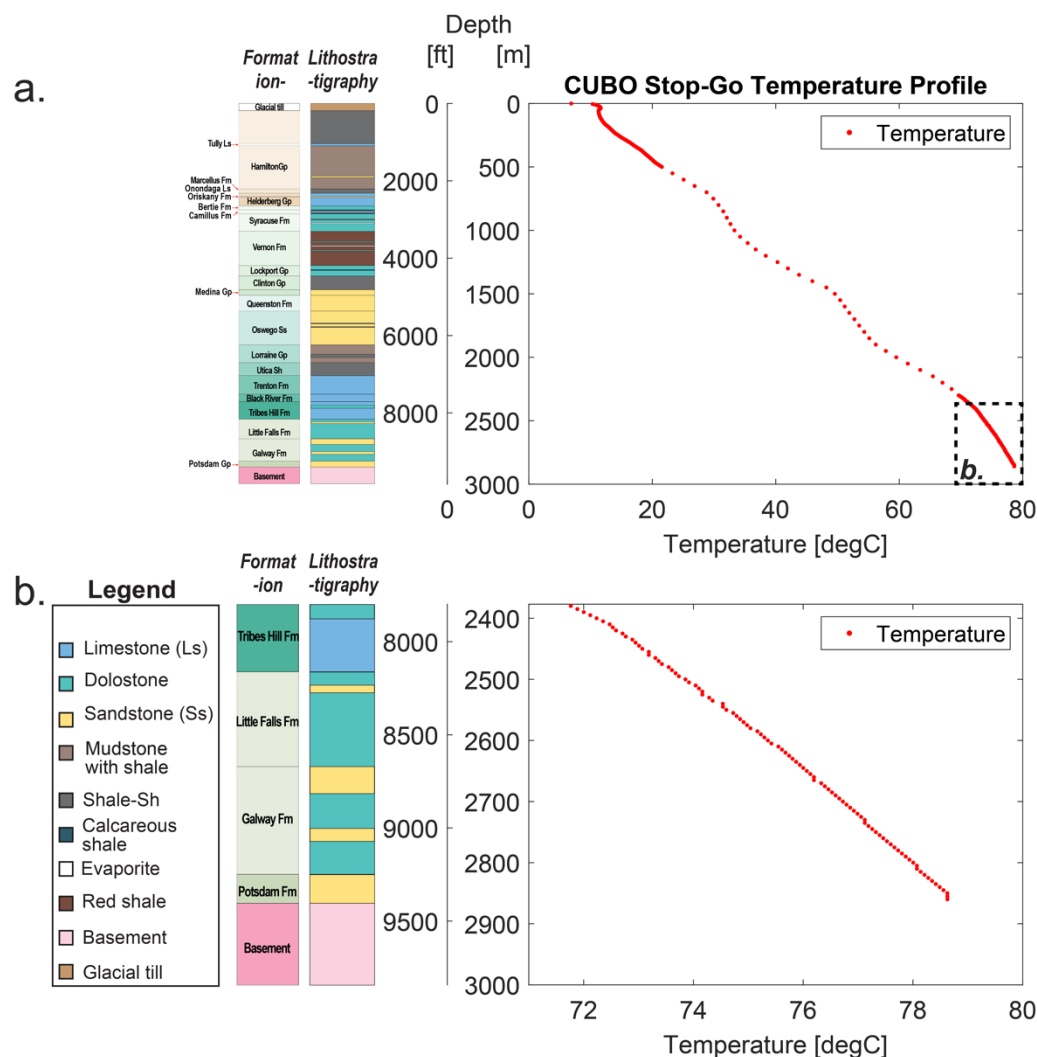 Depth
[ft] [m]
Format
ion-
Lithostra
-tigraphy
a.
CUBO Stop-Go Temperature Profile
Temperature
Glacial till
Tully Ls
HamiltonGp
Marcellus Fm
Onondaga Ls
Oriskany Fm
Helderberg Gp
Bertie Fm
Camillus Fm
Syracuse Fm
Vernon Fm
Lockport Gp
Clinton Gp
Medina Gp
Queenston Fm
Oswego Ss
Lorraine Gp
Utica Sh
Trenton Fm
Black River Fm
Tribes Hill Fm
Little Falls Fm
Galway Fm
Potsdam Gp
Basement
0
2000
4000
6000
8000
0
0
500
1000
1500
2000
2500
3000
b.
0 20 40 60 80
Temperature [degC]
b.
Format
-ion
Lithostra
-tigraphy
Legend
Limestone (Ls)
Dolostone
Sandstone (Ss)
Mudstone
with shale
Shale-Sh
Calcareous
shale
Evaporite
Red shale
Basement
Glacial till
Tribes Hill Fm
Little Falls Fm
Galway Fm
Potsdam Fm
Basement
8000
8500
9000
9500
2400
2500
2600
2700
2800
2900
3000
Temperature
72 74 76 78 80
Temperature [degC]